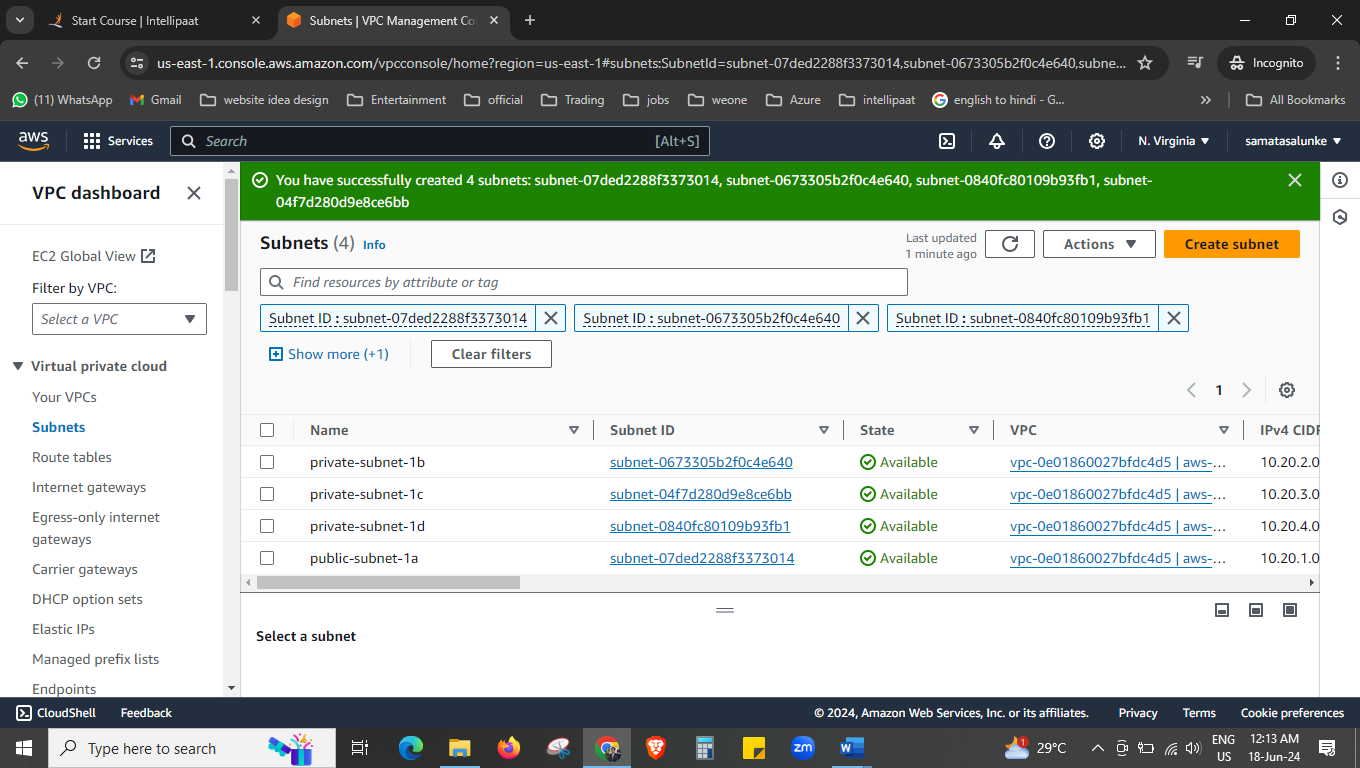 Start Course | Intellipaat
Subnets | VPC Management Co
us-east-1.console.aws.amazon.com/vpcconsole/home?region=us-east-1#subnets:SubnetId=subnet-07ded2288f3373014,subnet-0673305b2f0c4e640,subne...
Incognito
(11) WhatsApp
Gmail
website idea design
Entertainment
official
Trading
jobs
weone
Azure
intellipaat
english to hindi - G...
All Bookmarks
aws
Services
Search
[Alt+S]
N. Virginia
samatasalunke
VPC dashboard
EC2 Global View
Filter by VPC:
Select a VPC
Virtual private cloud
Your VPCs
Subnets
Route tables
Internet gateways
Egress-only internet
gateways
Carrier gateways
DHCP option sets
Elastic IPs
Managed prefix lists
Endpoints
You have successfully created 4 subnets: subnet-07ded2288f3373014, subnet-0673305b2f0c4e640, subnet-0840fc80109b93fb1, subnet-
04f7d280d9e8ce6bb
Subnets (4) Info
Last updated
1 minute ago
Actions
Create subnet
Find resources by attribute or tag
Subnet ID : subnet-07ded2288f3373014
Subnet ID : subnet-0673305b2f0c4e640
Subnet ID : subnet-0840fc80109b93fb1
Show more (+1)
Clear filters
1
Name Subnet ID State VPC IPv4 CIDR
private-subnet-1b subnet-0673305b2f0c4e640 Available vpc-0e01860027bfdc4d5 | aws-... 10.20.2.0
private-subnet-1c subnet-04f7d280d9e8ce6bb Available vpc-0e01860027bfdc4d5 | aws-... 10.20.3.0
private-subnet-1d subnet-0840fc80109b93fb1 Available vpc-0e01860027bfdc4d5 | aws-... 10.20.4.0
public-subnet-1a subnet-07ded2288f3373014 Available vpc-0e01860027bfdc4d5 | aws-... 10.20.1.0
Select a subnet
CloudShell
Feedback
© 2024, Amazon Web Services, Inc. or its affiliates.
Privacy
Terms
Cookie preferences
Type here to search
zm
W
29°C
ENG
US
12:13 AM
18-Jun-24